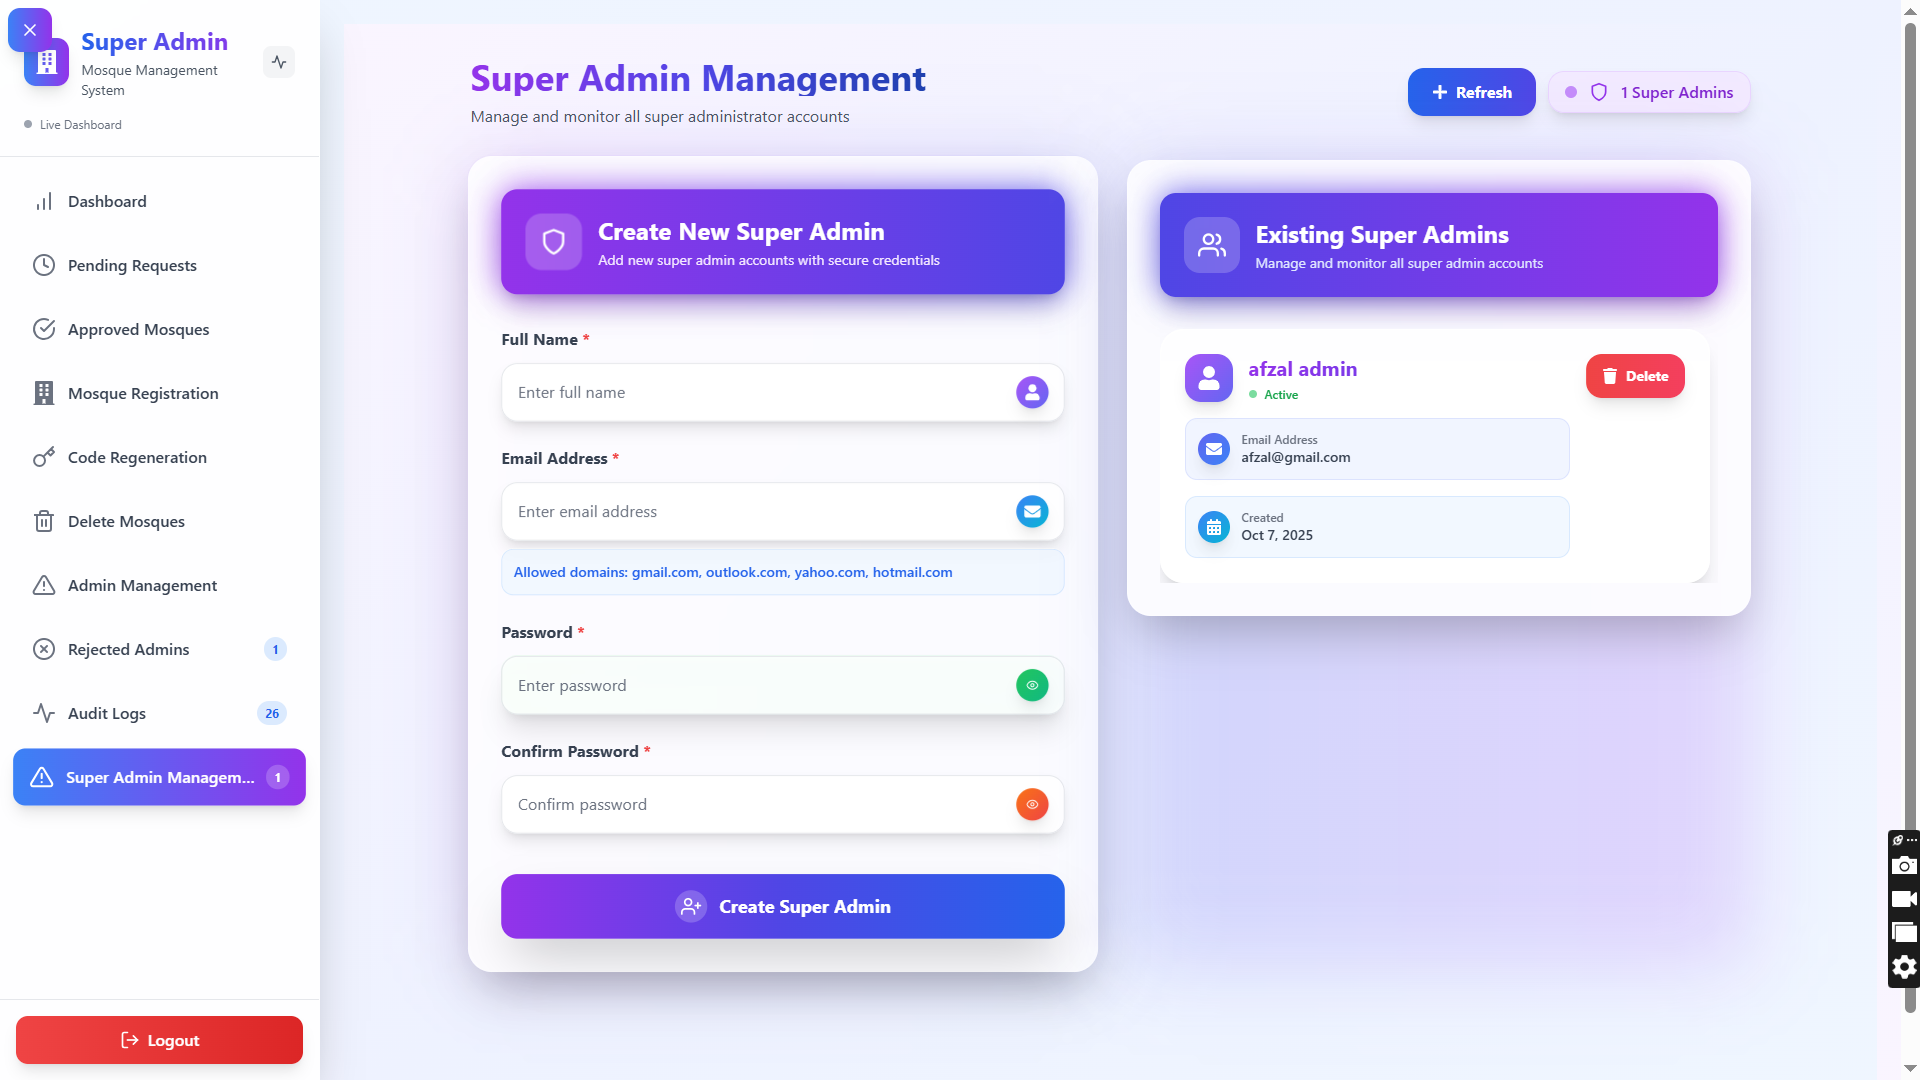 Super Admin
Mosque Management
System
Live Dashboard
Dashboard
Pending Requests
Approved Mosques
Mosque Registration
Code Regeneration
Delete Mosques
Admin Management
Rejected Admins 1
Audit Logs 26
Super Admin Managem... 1
Logout
Super Admin Management
Manage and monitor all super administrator accounts
Refresh
1 Super Admins
Create New Super Admin
Add new super admin accounts with secure credentials
Full Name *
Enter full name
Email Address *
Enter email address
Allowed domains: gmail.com, outlook.com, yahoo.com, hotmail.com
Password *
Enter password
Confirm Password *
Confirm password
Create Super Admin
Existing Super Admins
Manage and monitor all super admin accounts
afzal admin
Active
Delete
Email Address
afzal@gmail.com
Created
Oct 7, 2025